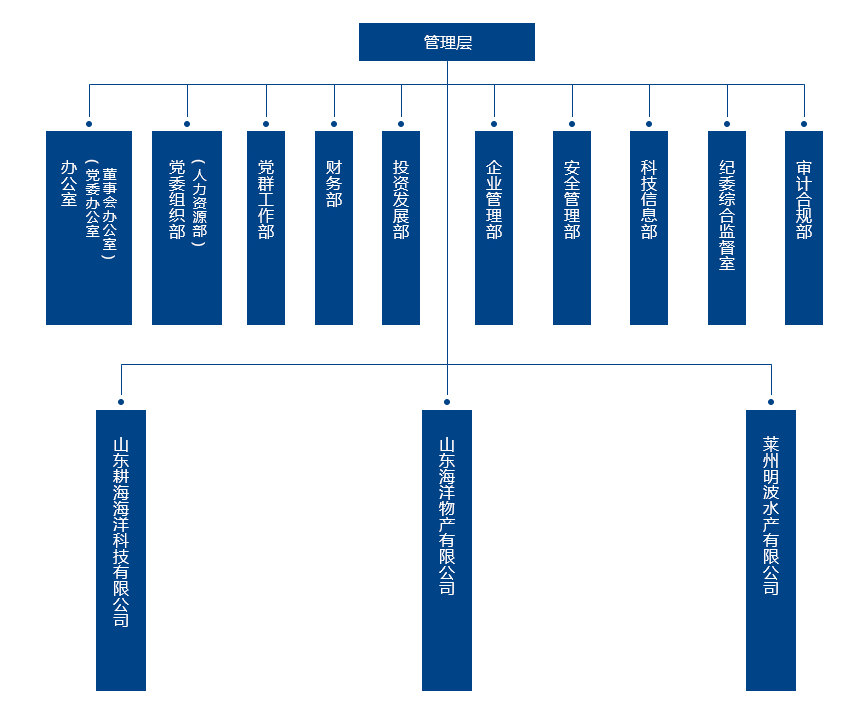 管理层
办公室
(党委办公室
董事会办公室)
党委组织部
(人力资源部)
党群工作部
财务部
投资发展部
企业管理部
安全管理部
科技信息部
纪委综合监督室
审计合规部
山东耕海海洋科技有限公司
山东海洋物产有限公司
莱州明波水产有限公司